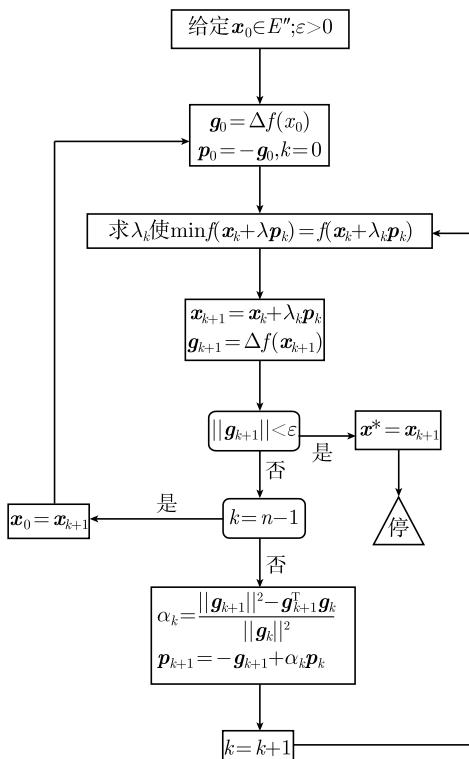 给定x₀∈E″;ε>0
g₀=Δf(x₀)
p₀=−g₀,k=0
求λₖ使minf(xₖ+λpₖ)=f(xₖ+λₖpₖ)
xₖ₊₁=xₖ+λₖpₖ
gₖ₊₁=Δf(xₖ₊₁)
||gₖ₊₁||<ε
是
x*=xₖ₊₁
否
停
k=n−1
是
x₀=xₖ₊₁
否
αₖ=(||gₖ₊₁||²−gᵀₖ₊₁gₖ)/||gₖ||²
pₖ₊₁=−gₖ₊₁+αₖpₖ
k=k+1